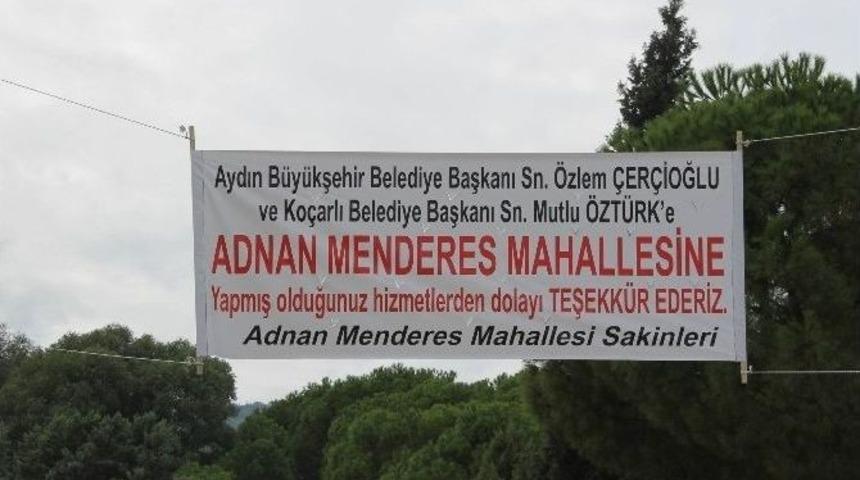 Aydın Büyükşehir Belediye Başkanı Sn. Özlem ÇERÇİOĞLU
ve Koçarlı Belediye Başkanı Sn. Mutlu ÖZTÜRK'e
ADNAN MENDERES MAHALLESİNE
Yapmış olduğunuz hizmetlerden dolayı TEŞEKKÜR EDERİZ.
Adnan Menderes Mahallesi Sakinleri